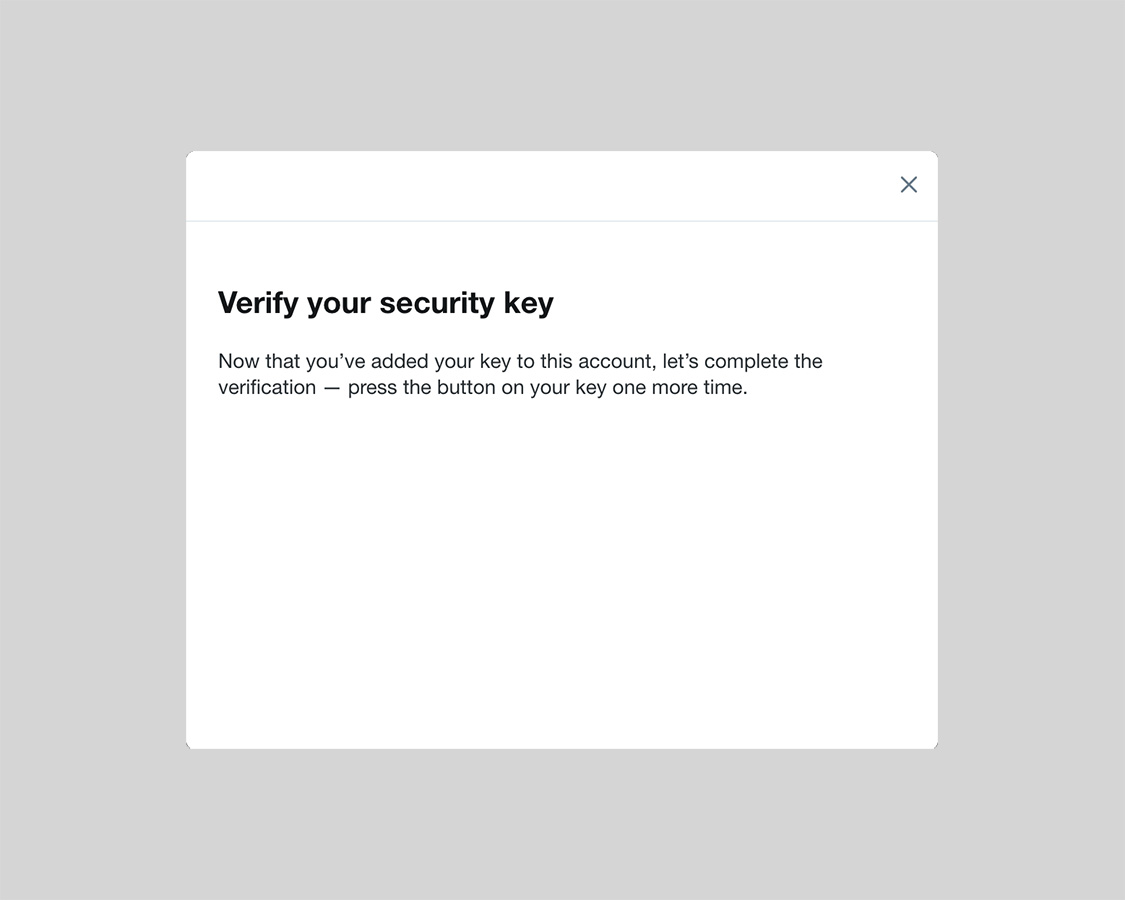 Verify your security key
Now that you’ve added your key to this account, let’s complete the
verification — press the button on your key one more time.